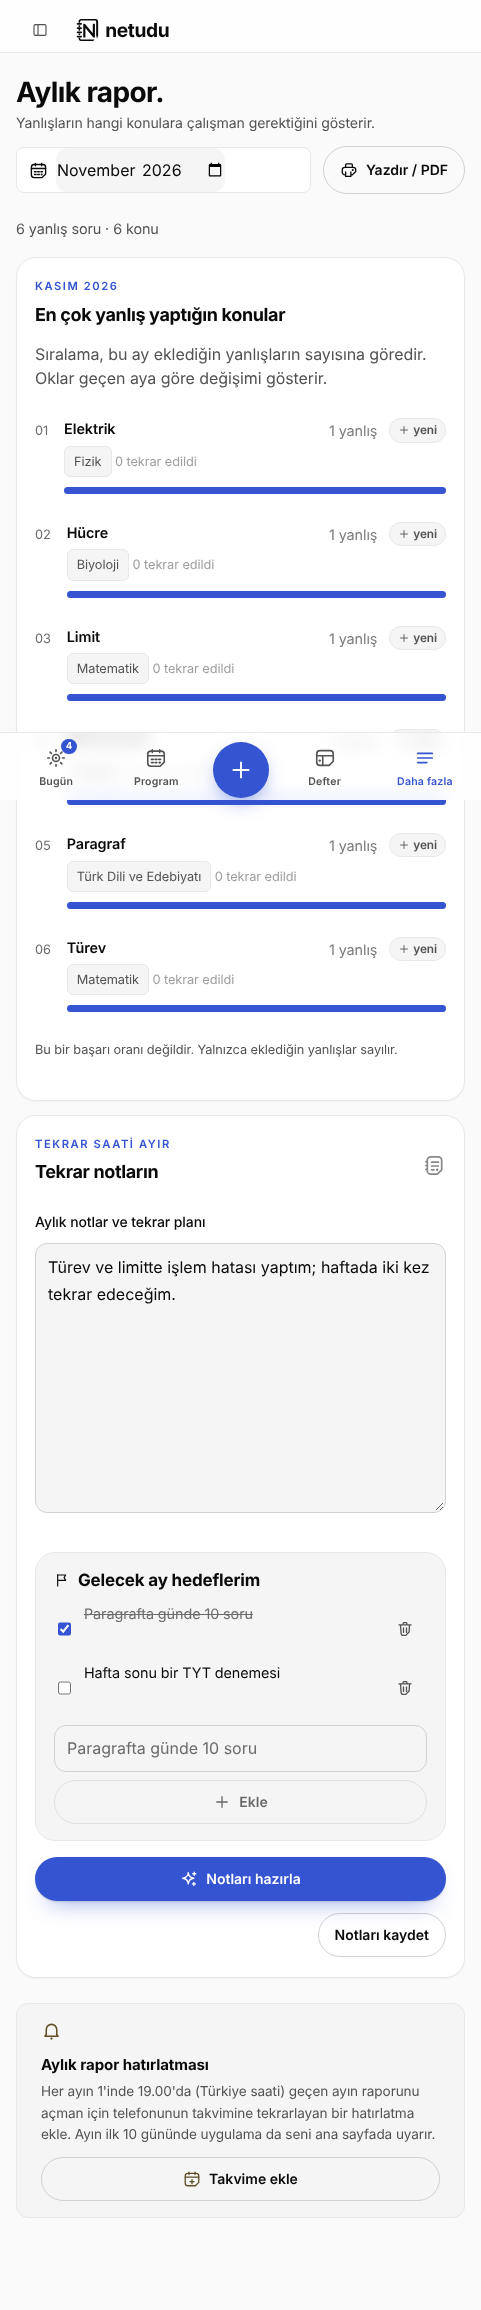 netudu
Aylık rapor.
Yanlışların hangi konulara çalışman gerektiğini gösterir.
November 2026
Yazdır / PDF
6 yanlış soru · 6 konu
KASIM 2026
En çok yanlış yaptığın konular
Sıralama, bu ay eklediğin yanlışların sayısına göredir.
Oklar geçen aya göre değişimi gösterir.
01 Elektrik 1 yanlış + yeni
Fizik 0 tekrar edildi
02 Hücre 1 yanlış + yeni
Biyoloji 0 tekrar edildi
03 Limit 1 yanlış + yeni
Matematik 0 tekrar edildi
4
Bugün
Program
Defter
Daha fazla
05 Paragraf 1 yanlış + yeni
Türk Dili ve Edebiyatı 0 tekrar edildi
06 Türev 1 yanlış + yeni
Matematik 0 tekrar edildi
Bu bir başarı oranı değildir. Yalnızca eklediğin yanlışlar sayılır.
TEKRAR SAATİ AYIR
Tekrar notların
Aylık notlar ve tekrar planı
Türev ve limitte işlem hatası yaptım; haftada iki kez
tekrar edeceğim.
Gelecek ay hedeflerim
Paragrafta günde 10 soru
Hafta sonu bir TYT denemesi
Paragrafta günde 10 soru
+ Ekle
Notları hazırla
Notları kaydet
Aylık rapor hatırlatması
Her ayın 1'inde 19.00'da (Türkiye saati) geçen ayın raporunu
açman için telefonunun takvimine tekrarlayan bir hatırlatma
ekle. Ayın ilk 10 gününde uygulama da seni ana sayfada uyarır.
Takvime ekle